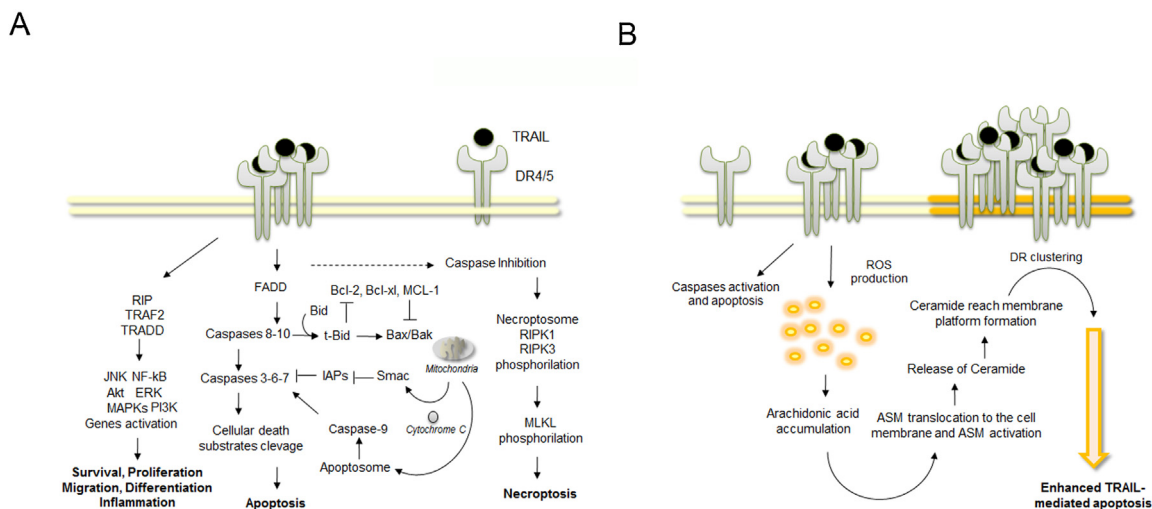 A
TRAIL
DR4/5
FADD
Caspase Inhibition
RIP
TRAF2
TRADD
Bcl-2, Bcl-xl, MCL-1
Bid
Caspases 8-10
t-Bid
Bax/Bak
Necroptosome
RIPK1
RIPK3
phosphorilation
Mitochondria
JNK NF-kB
Akt ERK
MAPKs PI3K
Genes activation
Caspases 3-6-7
IAPs
Smac
Cytochrome C
MLKL
phosphorilation
Cellular death
substrates clevage
Caspase-9
Apoptosome
Survival, Proliferation
Migration, Differentiation
Inflammation
Apoptosis
Necroptosis
B
Caspases activation
and apoptosis
ROS
production
DR clustering
Ceramide reach membrane
platform formation
Release of Ceramide
Arachidonic acid
accumulation
ASM translocation to the cell
membrane and ASM activation
Enhanced TRAIL-
mediated apoptosis